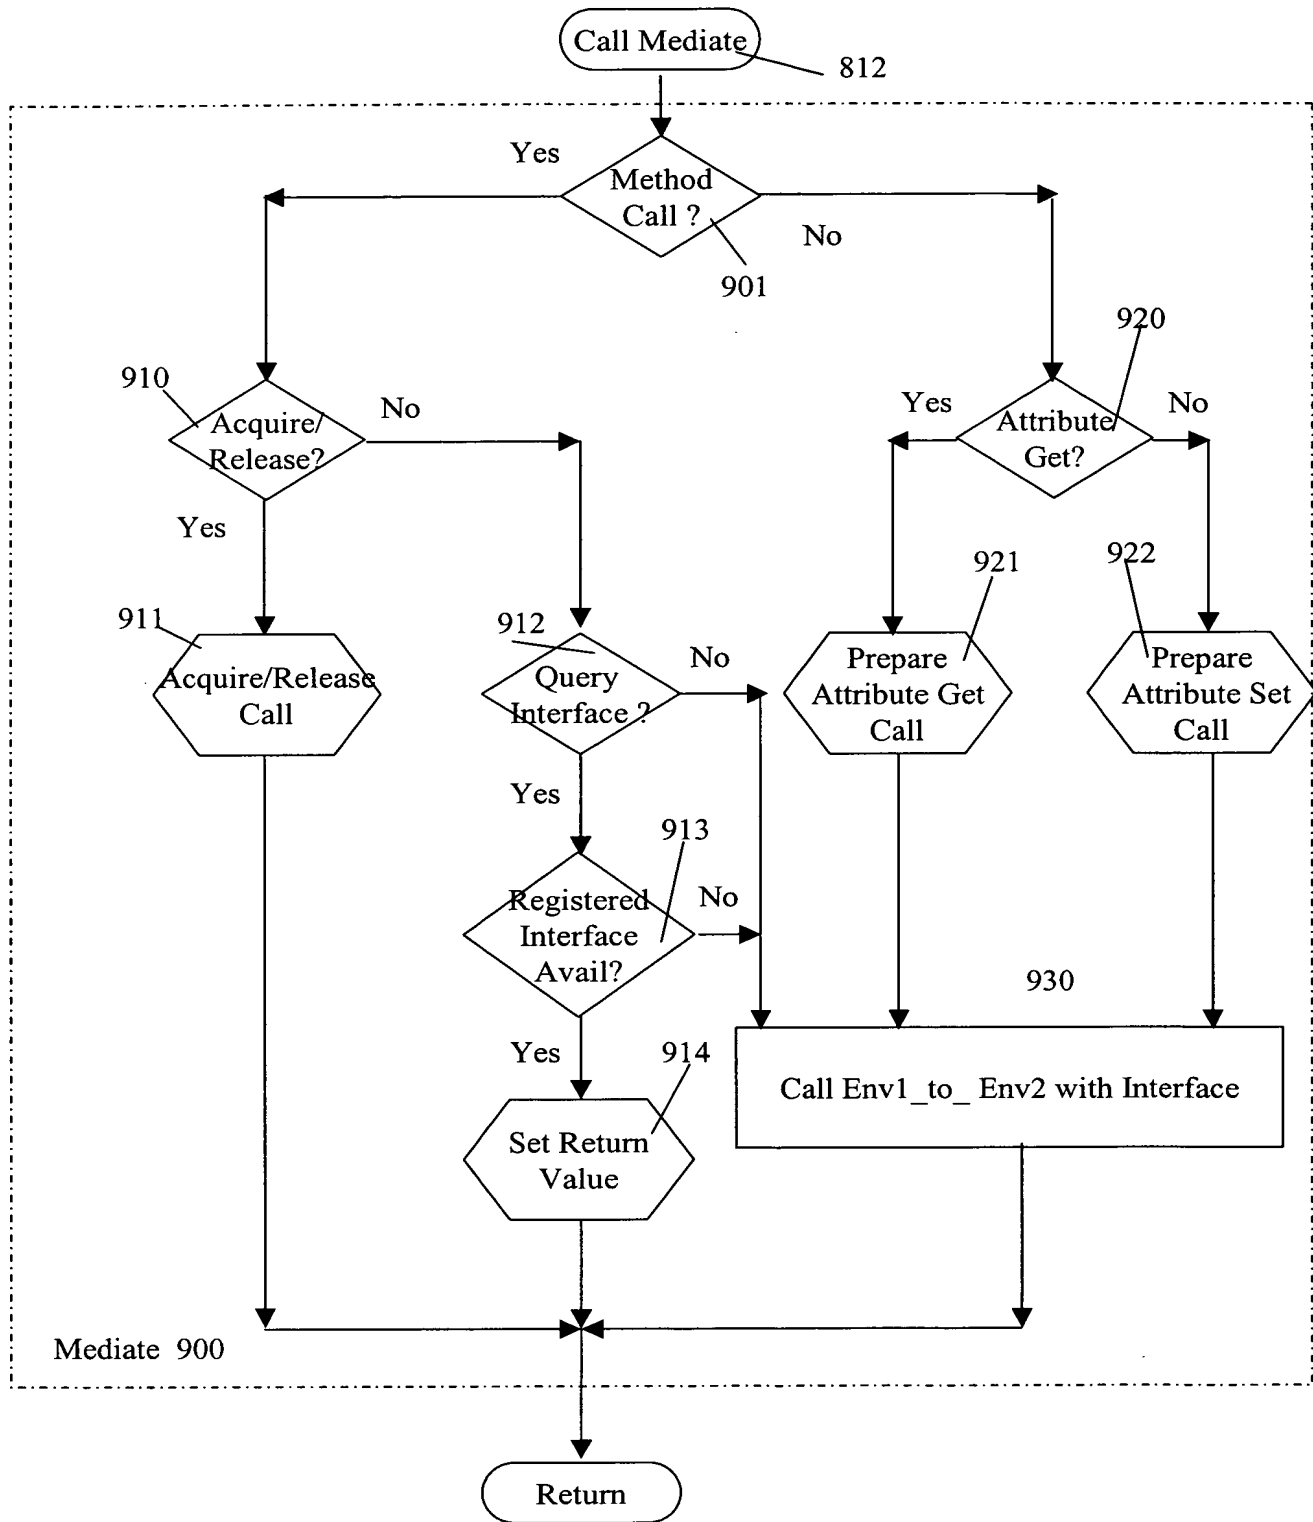 Call Mediate
812
Yes
Method
Call ?
No
901
920
910
Acquire/
Release?
No
Yes
Attribute
Get?
No
Yes
921
922
911
912
Acquire/Release
Call
Query
Interface ?
No
Prepare
Attribute Get
Call
Prepare
Attribute Set
Call
Yes
913
Registered
Interface
Avail?
No
930
Yes
914
Call Env1_to_ Env2 with Interface
Set Return
Value
Mediate 900
Return